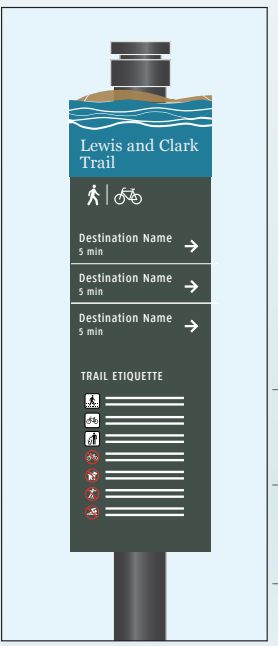 Lewis and Clark
Trail
Destination Name
5 min
Destination Name
5 min
Destination Name
5 min
TRAIL ETIQUETTE